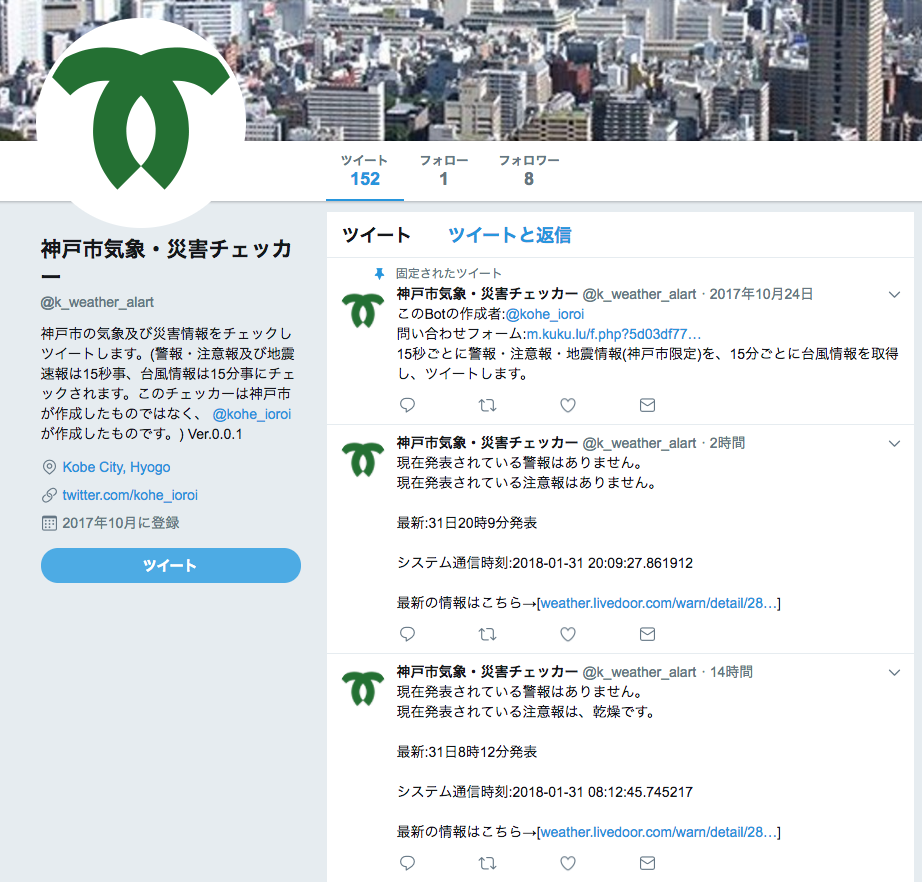 ツイート フォロー フォロワー
152 1 8
神戸市気象・災害チェッカ
ー
@k_weather_alart
神戸市の気象及び災害情報をチェックし
ツイートします。(警報・注意報及び地震
速報は15秒事、台風情報は15分事にチェ
ックされます。このチェッカーは神戸市
が作成したものではなく、 @kohe_ioroi
が作成したものです。) Ver.0.0.1
Kobe City, Hyogo
twitter.com/kohe_ioroi
2017年10月に登録
ツイート
ツイート ツイートと返信
固定されたツイート
神戸市気象・災害チェッカー @k_weather_alart · 2017年10月24日
このBotの作成者:@kohe_ioroi
問い合わせフォーム:m.kuku.lu/f.php?5d03df77…
15秒ごとに警報・注意報・地震情報(神戸市限定)を、15分ごとに台風情報を取得
し、ツイートします。
神戸市気象・災害チェッカー @k_weather_alart · 2時間
現在発表されている警報はありません。
現在発表されている注意報はありません。
最新:31日20時9分発表
システム通信時刻:2018-01-31 20:09:27.861912
最新の情報はこちら→[weather.livedoor.com/warn/detail/28…]
神戸市気象・災害チェッカー @k_weather_alart · 14時間
現在発表されている警報はありません。
現在発表されている注意報は、乾燥です。
最新:31日8時12分発表
システム通信時刻:2018-01-31 08:12:45.745217
最新の情報はこちら→[weather.livedoor.com/warn/detail/28…]